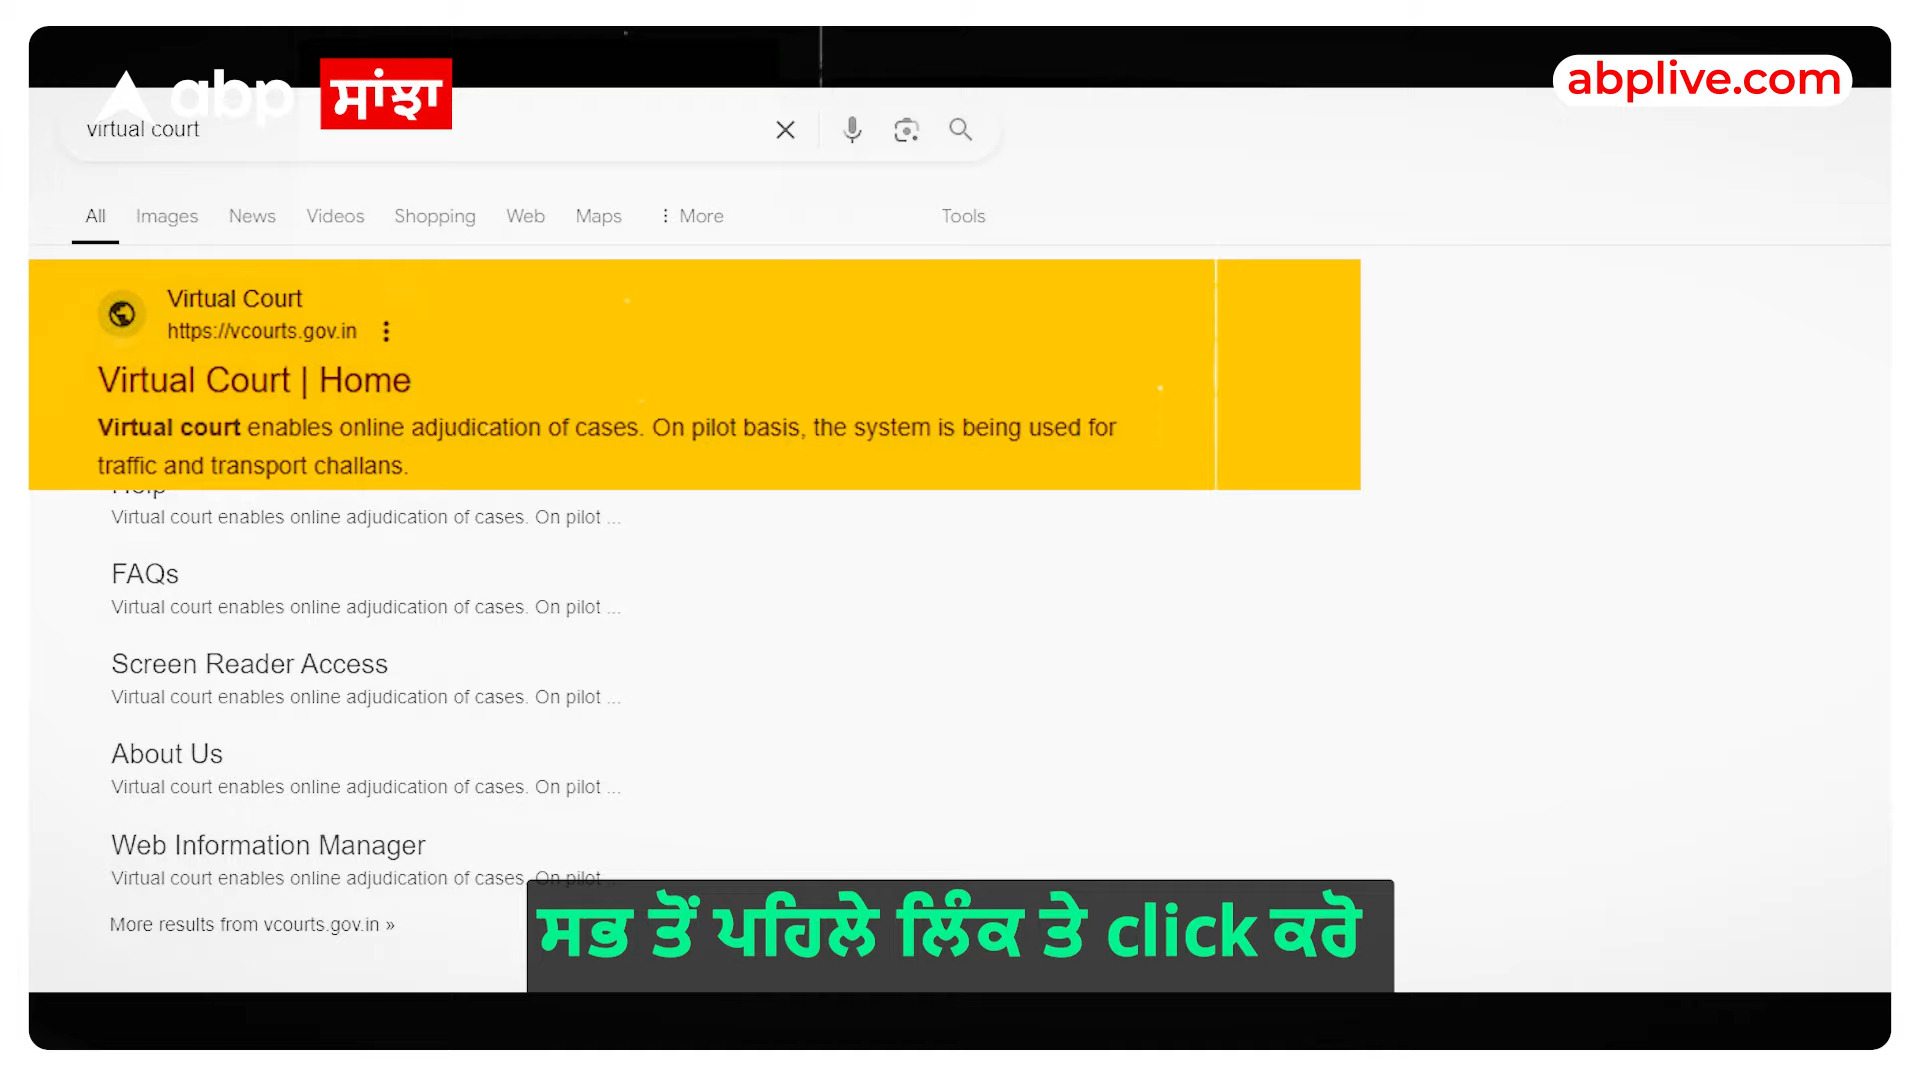 abp ਸਾਂਝਾ
abplive.com
virtual court
All Images News Videos Shopping Web Maps More Tools
Virtual Court
https://vcourts.gov.in
Virtual Court | Home
Virtual court enables online adjudication of cases. On pilot basis, the system is being used for
traffic and transport challans.
Help
Virtual court enables online adjudication of cases. On pilot ...
FAQs
Virtual court enables online adjudication of cases. On pilot ...
Screen Reader Access
Virtual court enables online adjudication of cases. On pilot ...
About Us
Virtual court enables online adjudication of cases. On pilot ...
Web Information Manager
Virtual court enables online adjudication of cases. On pilot ...
More results from vcourts.gov.in »
ਸਭ ਤੋਂ ਪਹਿਲੇ ਲਿੰਕ ਤੇ click ਕਰੋ